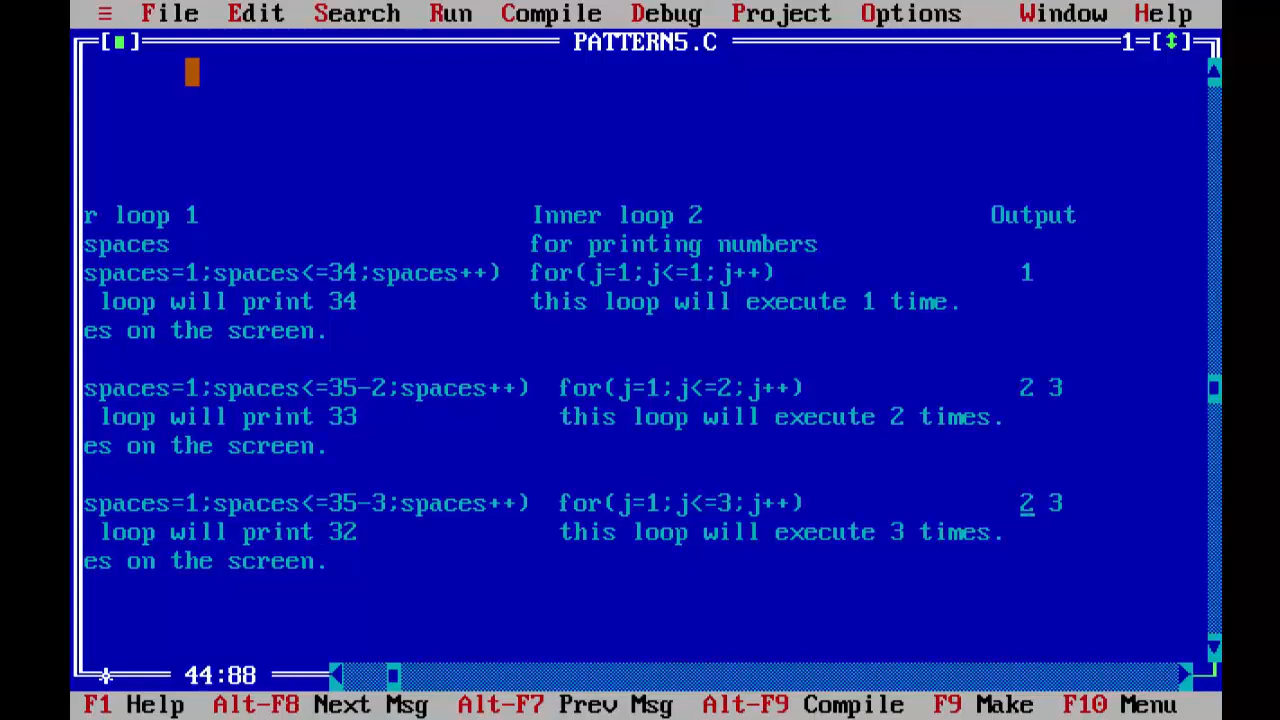 ≡ File Edit Search Run Compile Debug Project Options Window Help
[■] PATTERN5.C 1=[↕]
r loop 1 Inner loop 2 Output
spaces for printing numbers
spaces=1;spaces<=34;spaces++) for(j=1;j<=1;j++) 1
loop will print 34 this loop will execute 1 time.
es on the screen.
spaces=1;spaces<=35-2;spaces++) for(j=1;j<=2;j++) 2 3
loop will print 33 this loop will execute 2 times.
es on the screen.
spaces=1;spaces<=35-3;spaces++) for(j=1;j<=3;j++) 2 3
loop will print 32 this loop will execute 3 times.
es on the screen.
44:88
F1 Help Alt-F8 Next Msg Alt-F7 Prev Msg Alt-F9 Compile F9 Make F10 Menu